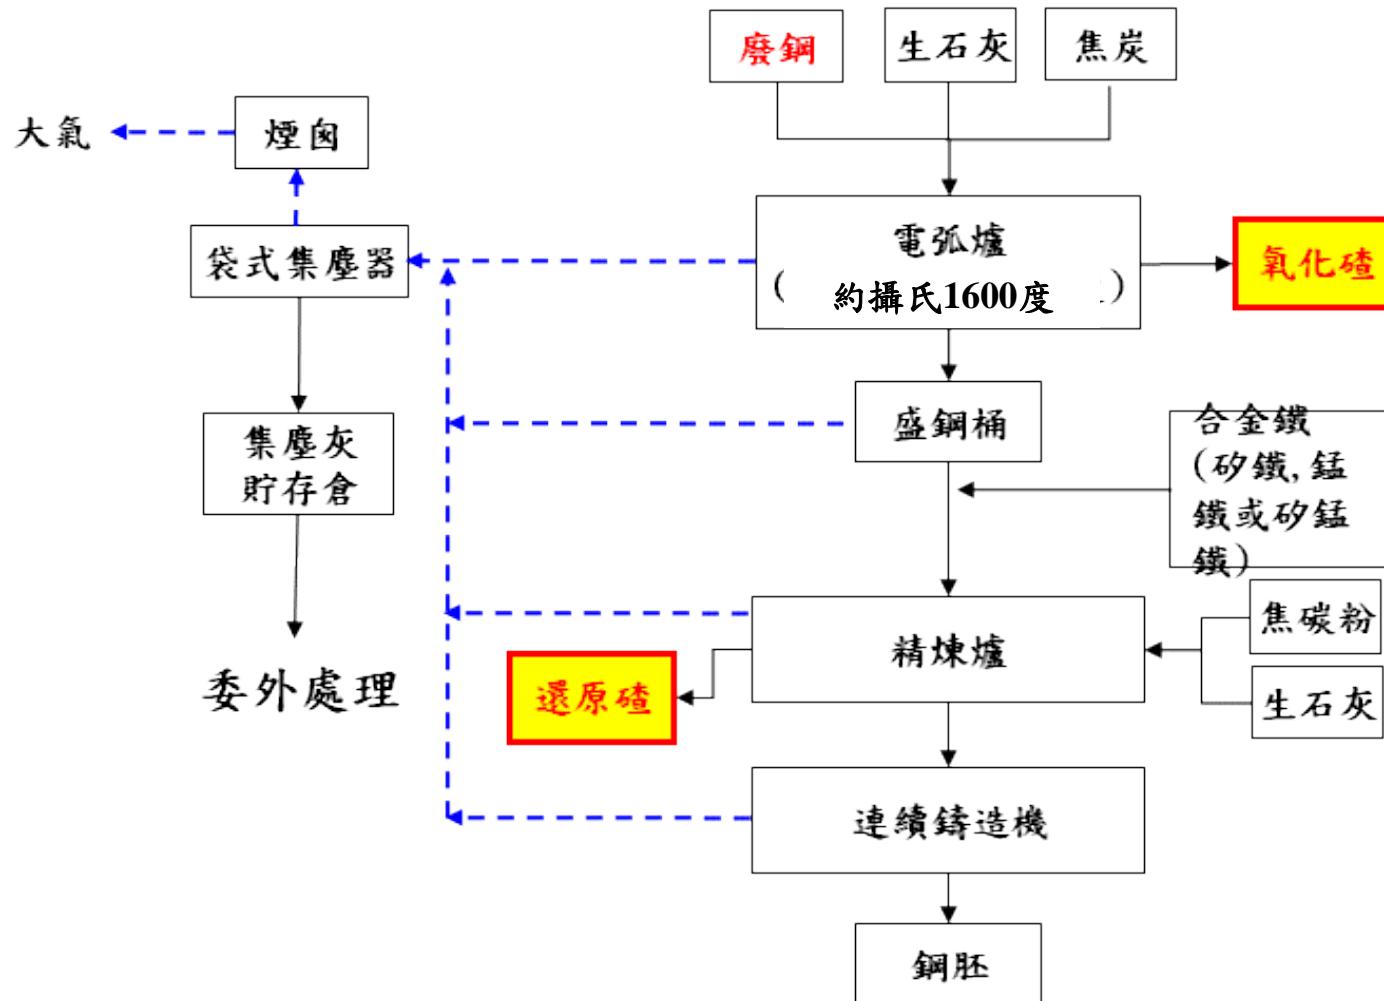 廢鋼
生石灰
焦炭
大氣
煙囪
袋式集塵器
電弧爐
( 約攝氏1600度 )
氧化碴
集塵灰
貯存倉
盛鋼桶
合金鐵
(矽鐵,錳
鐵或矽錳
鐵)
委外處理
還原碴
精煉爐
焦碳粉
生石灰
連續鑄造機
鋼胚